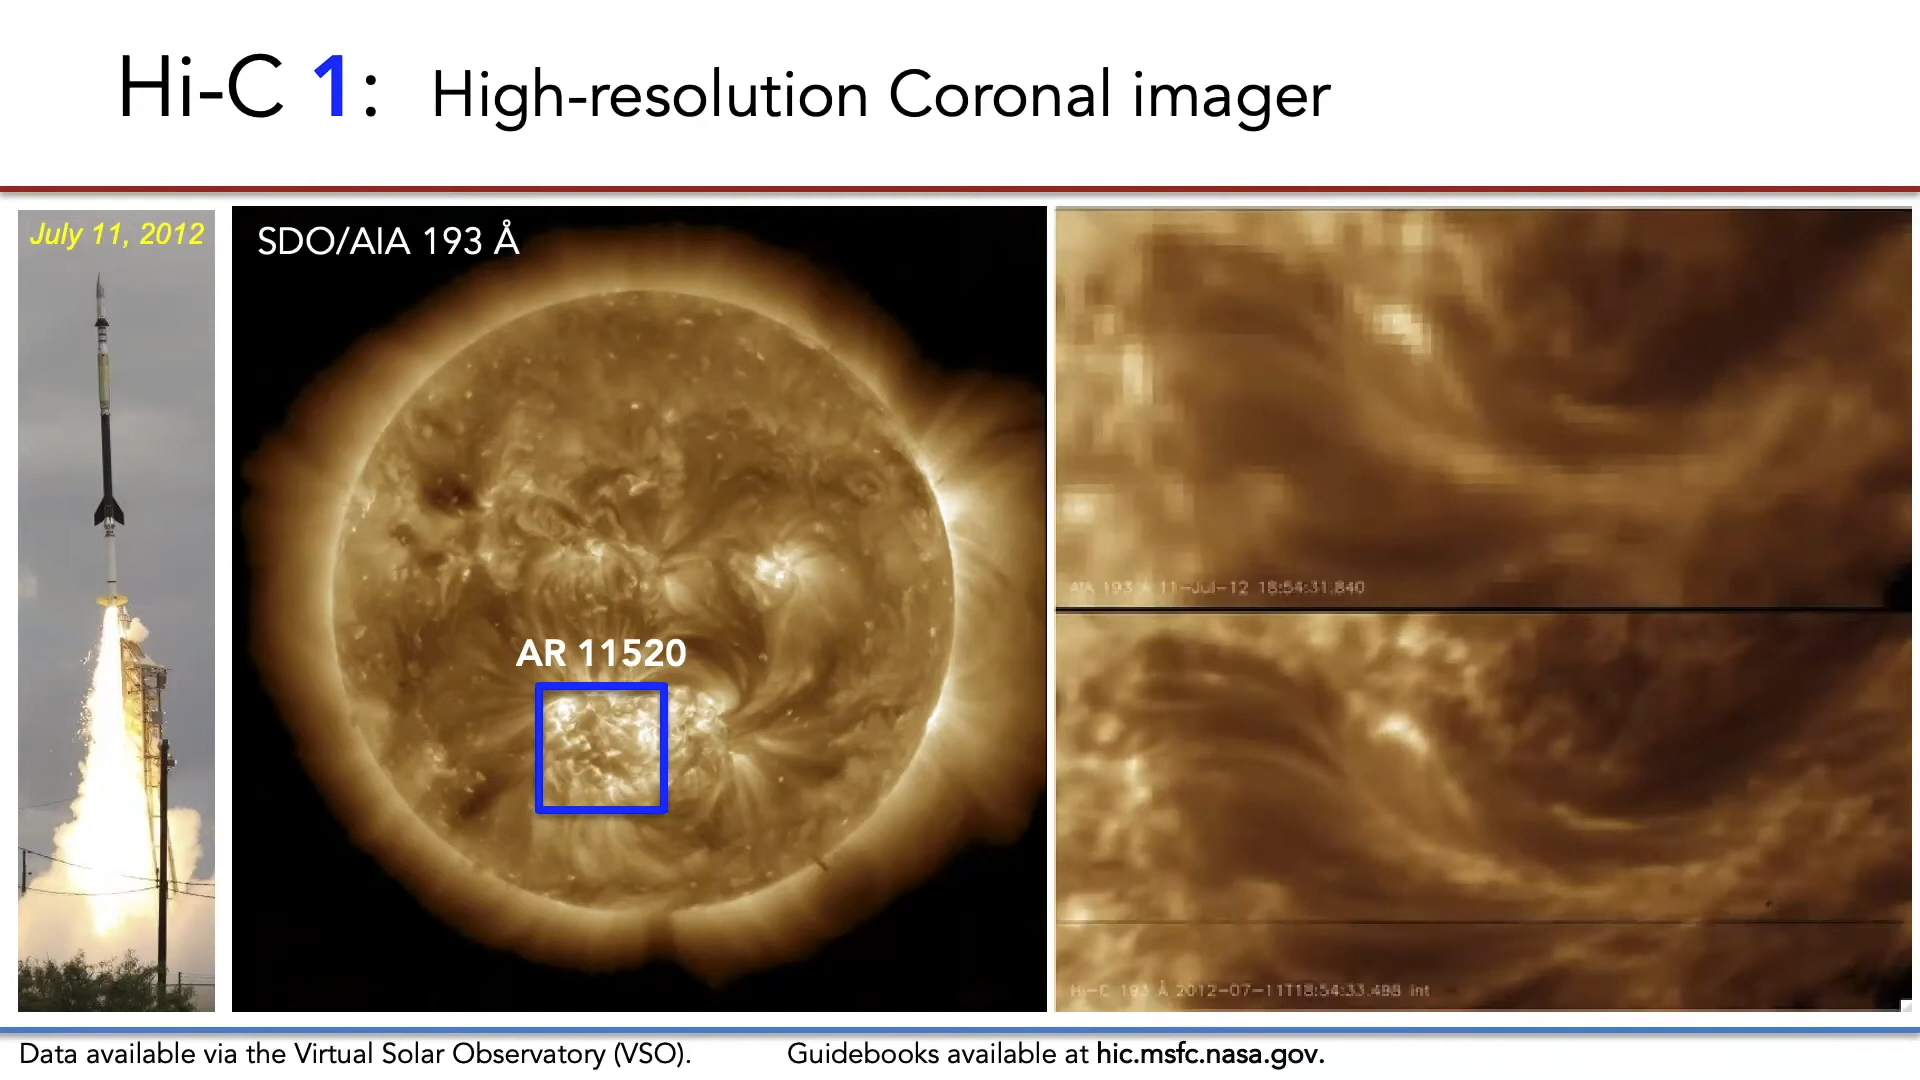 Hi-C 1: High-resolution Coronal imager
July 11, 2012
SDO/AIA 193 Å
AR 11520
AIA 193 Å 11-Jul-12 18:54:31.840
Hi-C 193 Å 2012-07-11T18:54:33.498 int
Data available via the Virtual Solar Observatory (VSO).
Guidebooks available at hic.msfc.nasa.gov.